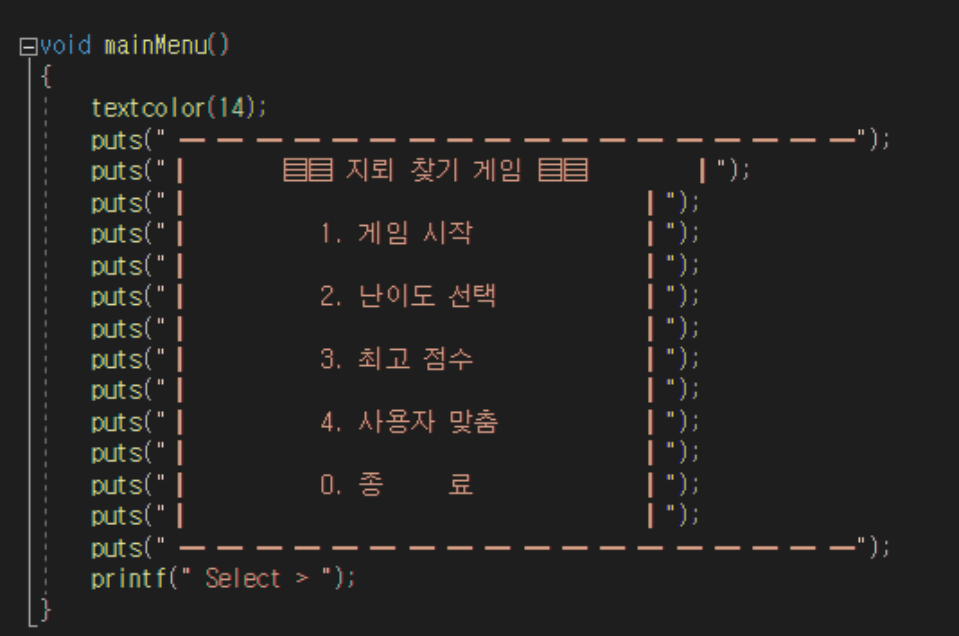 void mainMenu()
{
textcolor(14);
puts(" ━ ━ ━ ━ ━ ━ ━ ━ ━ ━ ━ ━ ━ ━ ━ ━ ━ ━");
puts(" ┃        ▤▤ 지뢰 찾기 게임 ▤▤        ┃ ");
puts(" ┃                                    ┃ ");
puts(" ┃           1. 게임 시작             ┃ ");
puts(" ┃                                    ┃ ");
puts(" ┃           2. 난이도 선택           ┃ ");
puts(" ┃                                    ┃ ");
puts(" ┃           3. 최고 점수             ┃ ");
puts(" ┃                                    ┃ ");
puts(" ┃           4. 사용자 맞춤           ┃ ");
puts(" ┃                                    ┃ ");
puts(" ┃           0. 종     료             ┃ ");
puts(" ┃                                    ┃ ");
puts(" ━ ━ ━ ━ ━ ━ ━ ━ ━ ━ ━ ━ ━ ━ ━ ━ ━ ━");
printf(" Select > ");
}